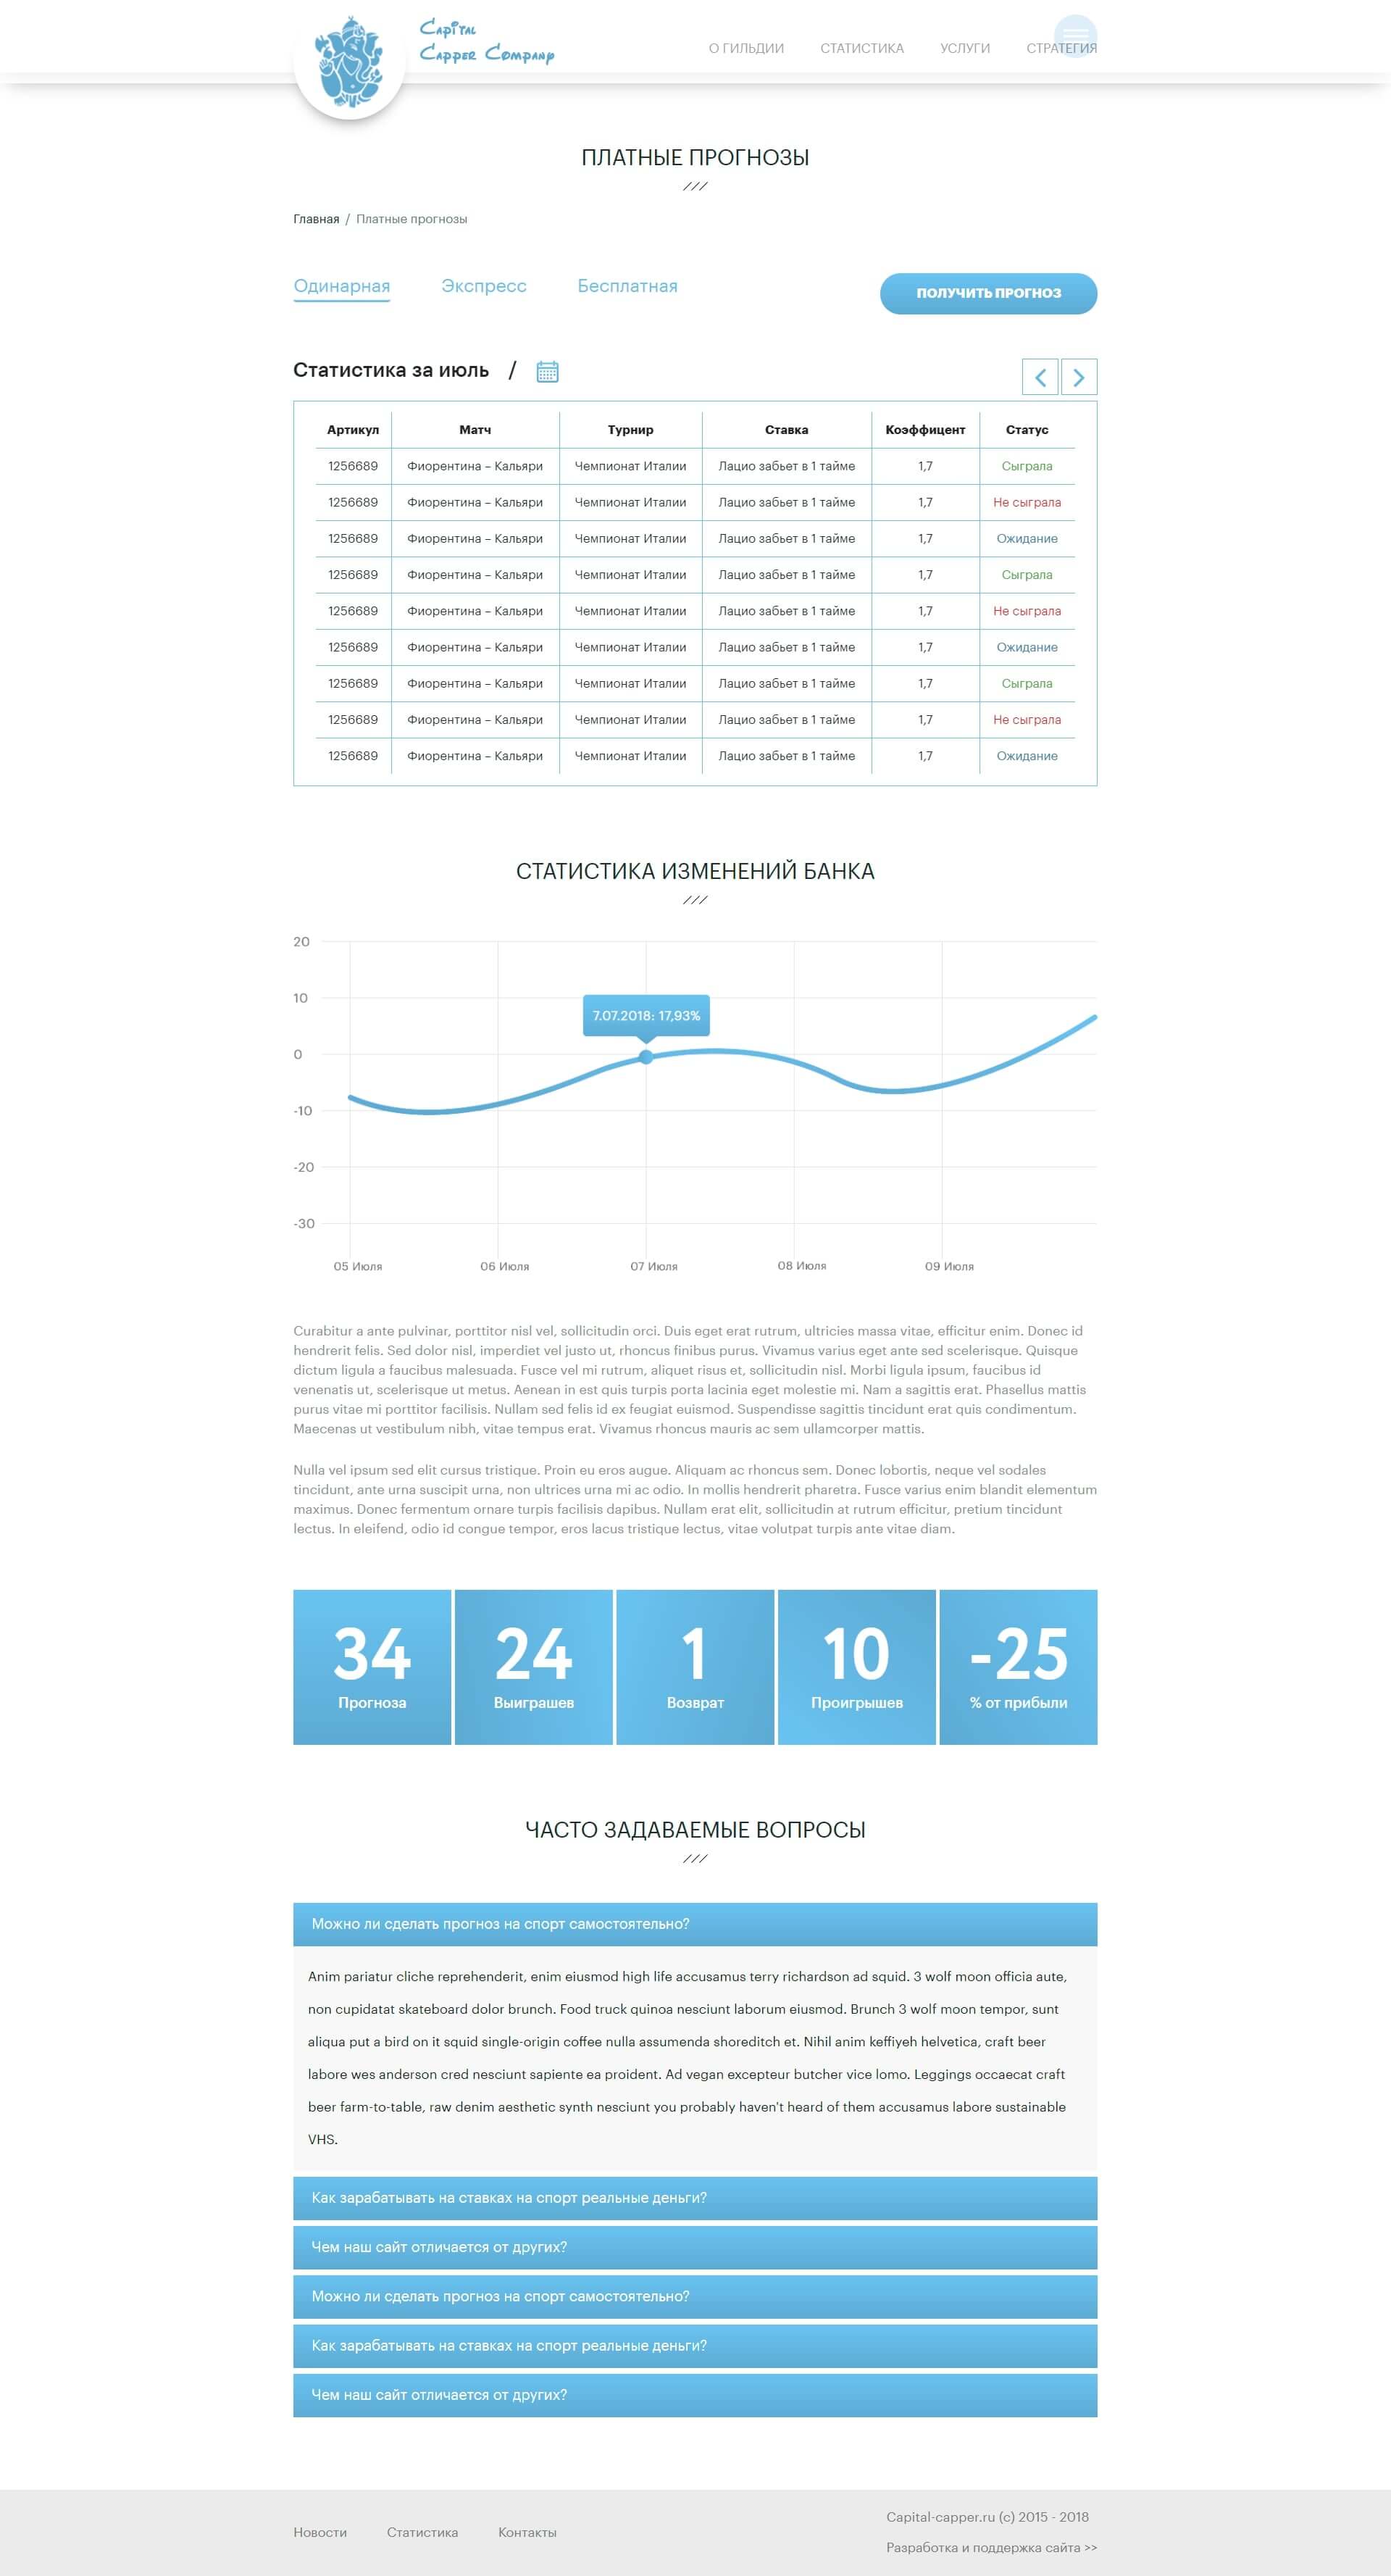 Capital
Capper Company
О ГИЛЬДИИ СТАТИСТИКА УСЛУГИ СТРАТЕГИЯ
ПЛАТНЫЕ ПРОГНОЗЫ
Главная / Платные прогнозы
Одинарная Экспресс Бесплатная ПОЛУЧИТЬ ПРОГНОЗ
Статистика за июль /
Артикул Матч Турнир Ставка Коэффицент Статус
1256689 Фиорентина – Кальяри Чемпионат Италии Лацио забьет в 1 тайме 1,7 Сыграла
1256689 Фиорентина – Кальяри Чемпионат Италии Лацио забьет в 1 тайме 1,7 Не сыграла
1256689 Фиорентина – Кальяри Чемпионат Италии Лацио забьет в 1 тайме 1,7 Ожидание
1256689 Фиорентина – Кальяри Чемпионат Италии Лацио забьет в 1 тайме 1,7 Сыграла
1256689 Фиорентина – Кальяри Чемпионат Италии Лацио забьет в 1 тайме 1,7 Не сыграла
1256689 Фиорентина – Кальяри Чемпионат Италии Лацио забьет в 1 тайме 1,7 Ожидание
1256689 Фиорентина – Кальяри Чемпионат Италии Лацио забьет в 1 тайме 1,7 Сыграла
1256689 Фиорентина – Кальяри Чемпионат Италии Лацио забьет в 1 тайме 1,7 Не сыграла
1256689 Фиорентина – Кальяри Чемпионат Италии Лацио забьет в 1 тайме 1,7 Ожидание
СТАТИСТИКА ИЗМЕНЕНИЙ БАНКА
20
10
7.07.2018: 17,93%
0
-10
-20
-30
05 Июля 06 Июля 07 Июля 08 Июля 09 Июля
Curabitur a ante pulvinar, porttitor nisl vel, sollicitudin orci. Duis eget erat rutrum, ultricies massa vitae, efficitur enim. Donec id
hendrerit felis. Sed dolor nisl, imperdiet vel justo ut, rhoncus finibus purus. Vivamus varius eget ante sed scelerisque. Quisque
dictum ligula a faucibus malesuada. Fusce vel mi rutrum, aliquet risus et, sollicitudin nisl. Morbi ligula ipsum, faucibus id
venenatis ut, scelerisque ut metus. Aenean in est quis turpis porta lacinia eget molestie mi. Nam a sagittis erat. Phasellus mattis
purus vitae mi porttitor facilisis. Nullam sed felis id ex feugiat euismod. Suspendisse sagittis tincidunt erat quis condimentum.
Maecenas ut vestibulum nibh, vitae tempus erat. Vivamus rhoncus mauris ac sem ullamcorper mattis.
Nulla vel ipsum sed elit cursus tristique. Proin eu eros augue. Aliquam ac rhoncus sem. Donec lobortis, neque vel sodales
tincidunt, ante urna suscipit urna, non ultrices urna mi ac odio. In mollis hendrerit pharetra. Fusce varius enim blandit elementum
maximus. Donec fermentum ornare turpis facilisis dapibus. Nullam erat elit, sollicitudin at rutrum efficitur, pretium tincidunt
lectus. In eleifend, odio id congue tempor, eros lacus tristique lectus, vitae volutpat turpis ante vitae diam.
34 24 1 10 -25
Прогноза Выиграшев Возврат Проигрышев % от прибыли
ЧАСТО ЗАДАВАЕМЫЕ ВОПРОСЫ
Можно ли сделать прогноз на спорт самостоятельно?
Anim pariatur cliche reprehenderit, enim eiusmod high life accusamus terry richardson ad squid. 3 wolf moon officia aute,
non cupidatat skateboard dolor brunch. Food truck quinoa nesciunt laborum eiusmod. Brunch 3 wolf moon tempor, sunt
aliqua put a bird on it squid single-origin coffee nulla assumenda shoreditch et. Nihil anim keffiyeh helvetica, craft beer
labore wes anderson cred nesciunt sapiente ea proident. Ad vegan excepteur butcher vice lomo. Leggings occaecat craft
beer farm-to-table, raw denim aesthetic synth nesciunt you probably haven't heard of them accusamus labore sustainable
VHS.
Как зарабатывать на ставках на спорт реальные деньги?
Чем наш сайт отличается от других?
Можно ли сделать прогноз на спорт самостоятельно?
Как зарабатывать на ставках на спорт реальные деньги?
Чем наш сайт отличается от других?
Новости Статистика Контакты
Capital-capper.ru (c) 2015 - 2018
Разработка и поддержка сайта >>